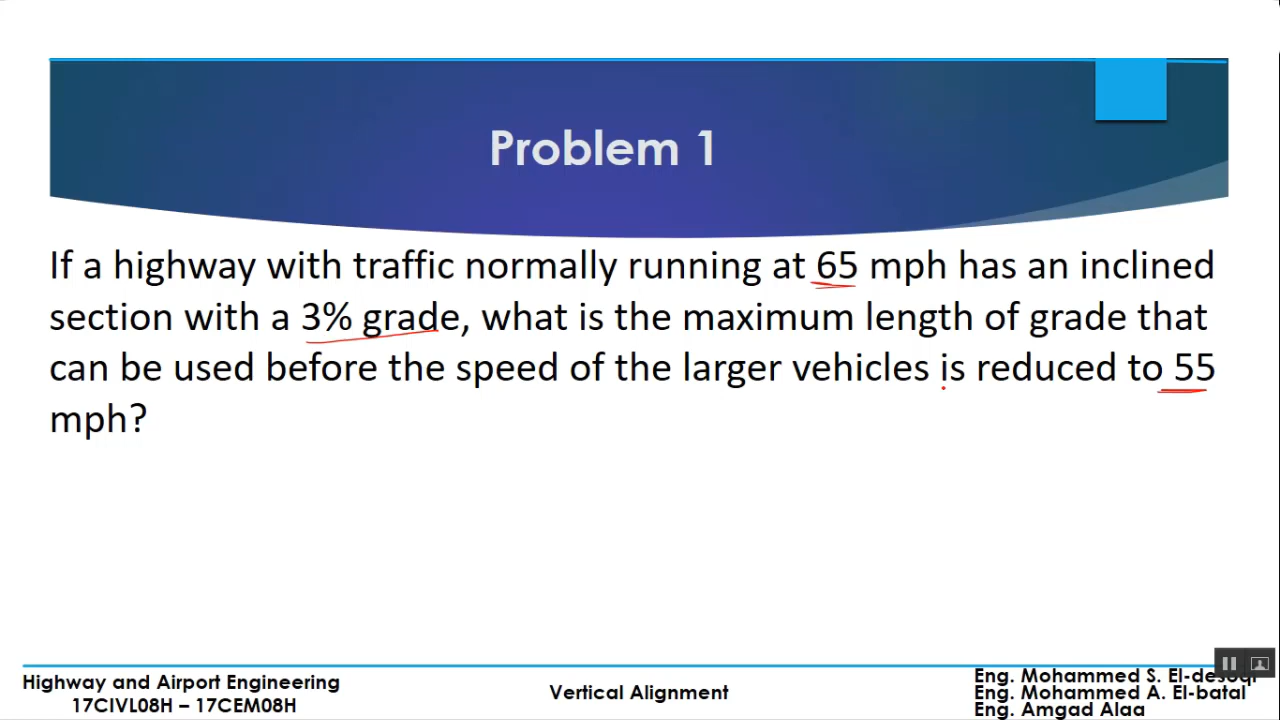 Problem 1
If a highway with traffic normally running at 65 mph has an inclined
section with a 3% grade, what is the maximum length of grade that
can be used before the speed of the larger vehicles is reduced to 55
mph?
Highway and Airport Engineering
17CIVL08H – 17CEM08H
Vertical Alignment
Eng. Mohammed S. El-desoqi
Eng. Mohammed A. El-batal
Eng. Amgad Alaa